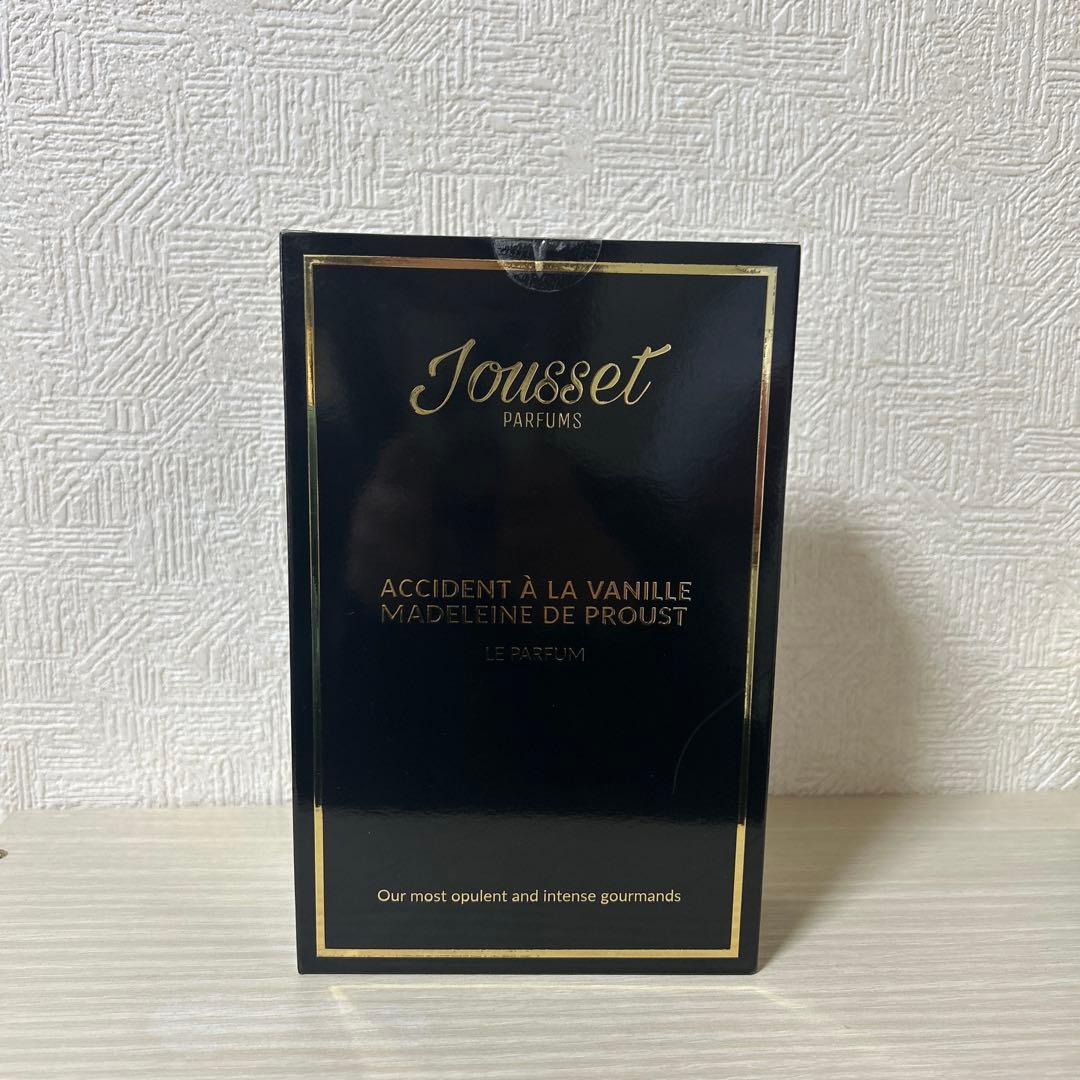 Jousset
PARFUMS
ACCIDENT À LA VANILLE
MADELEINE DE PROUST
LE PARFUM
Our most opulent and intense gourmands